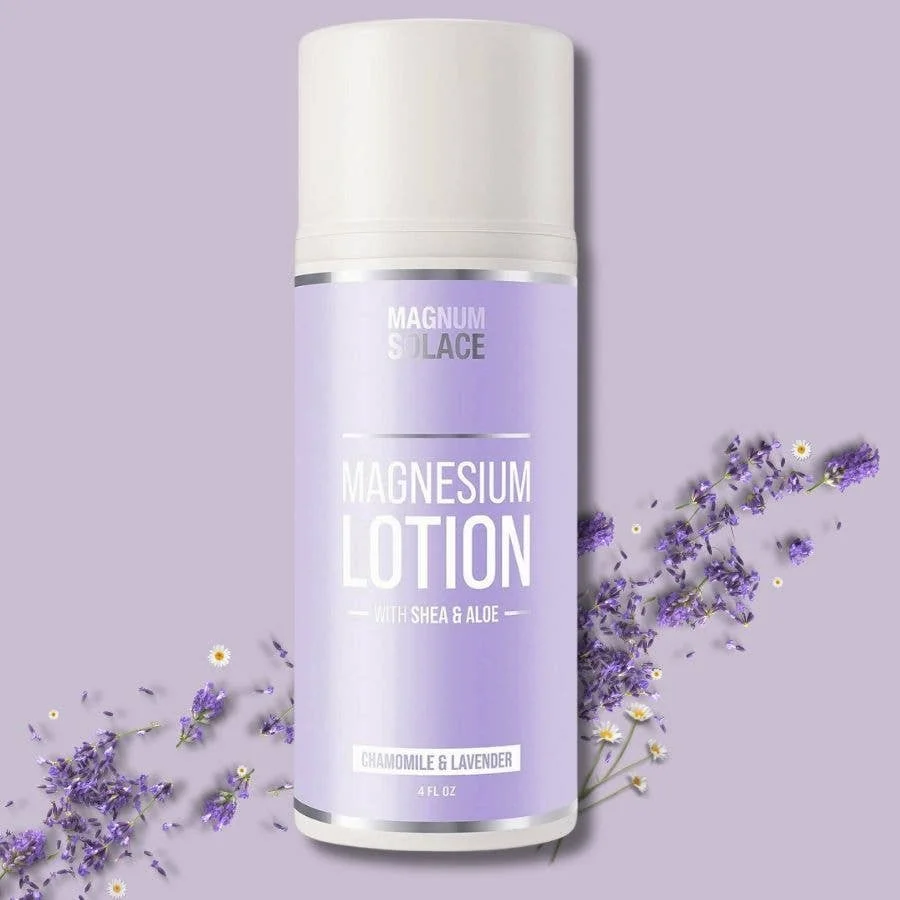 MAGNUM
SOLACE
MAGNESIUM
LOTION
WITH SHEA & ALOE
CHAMOMILE & LAVENDER
4 FL OZ